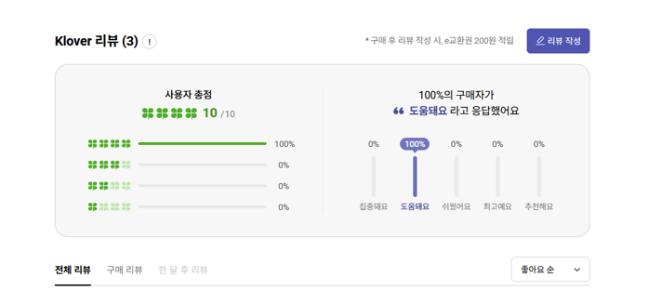 Klover 리뷰 (3) !
* 구매 후 리뷰 작성 시, e교환권 200원 적립
리뷰 작성
사용자 총점
10 /10
100%
0%
0%
0%
100%의 구매자가
도움돼요 라고 응답했어요
0% 100% 0% 0% 0%
집중돼요 도움돼요 쉬웠어요 최고예요 추천해요
전체 리뷰 구매 리뷰 한 달 후 리뷰
좋아요 순